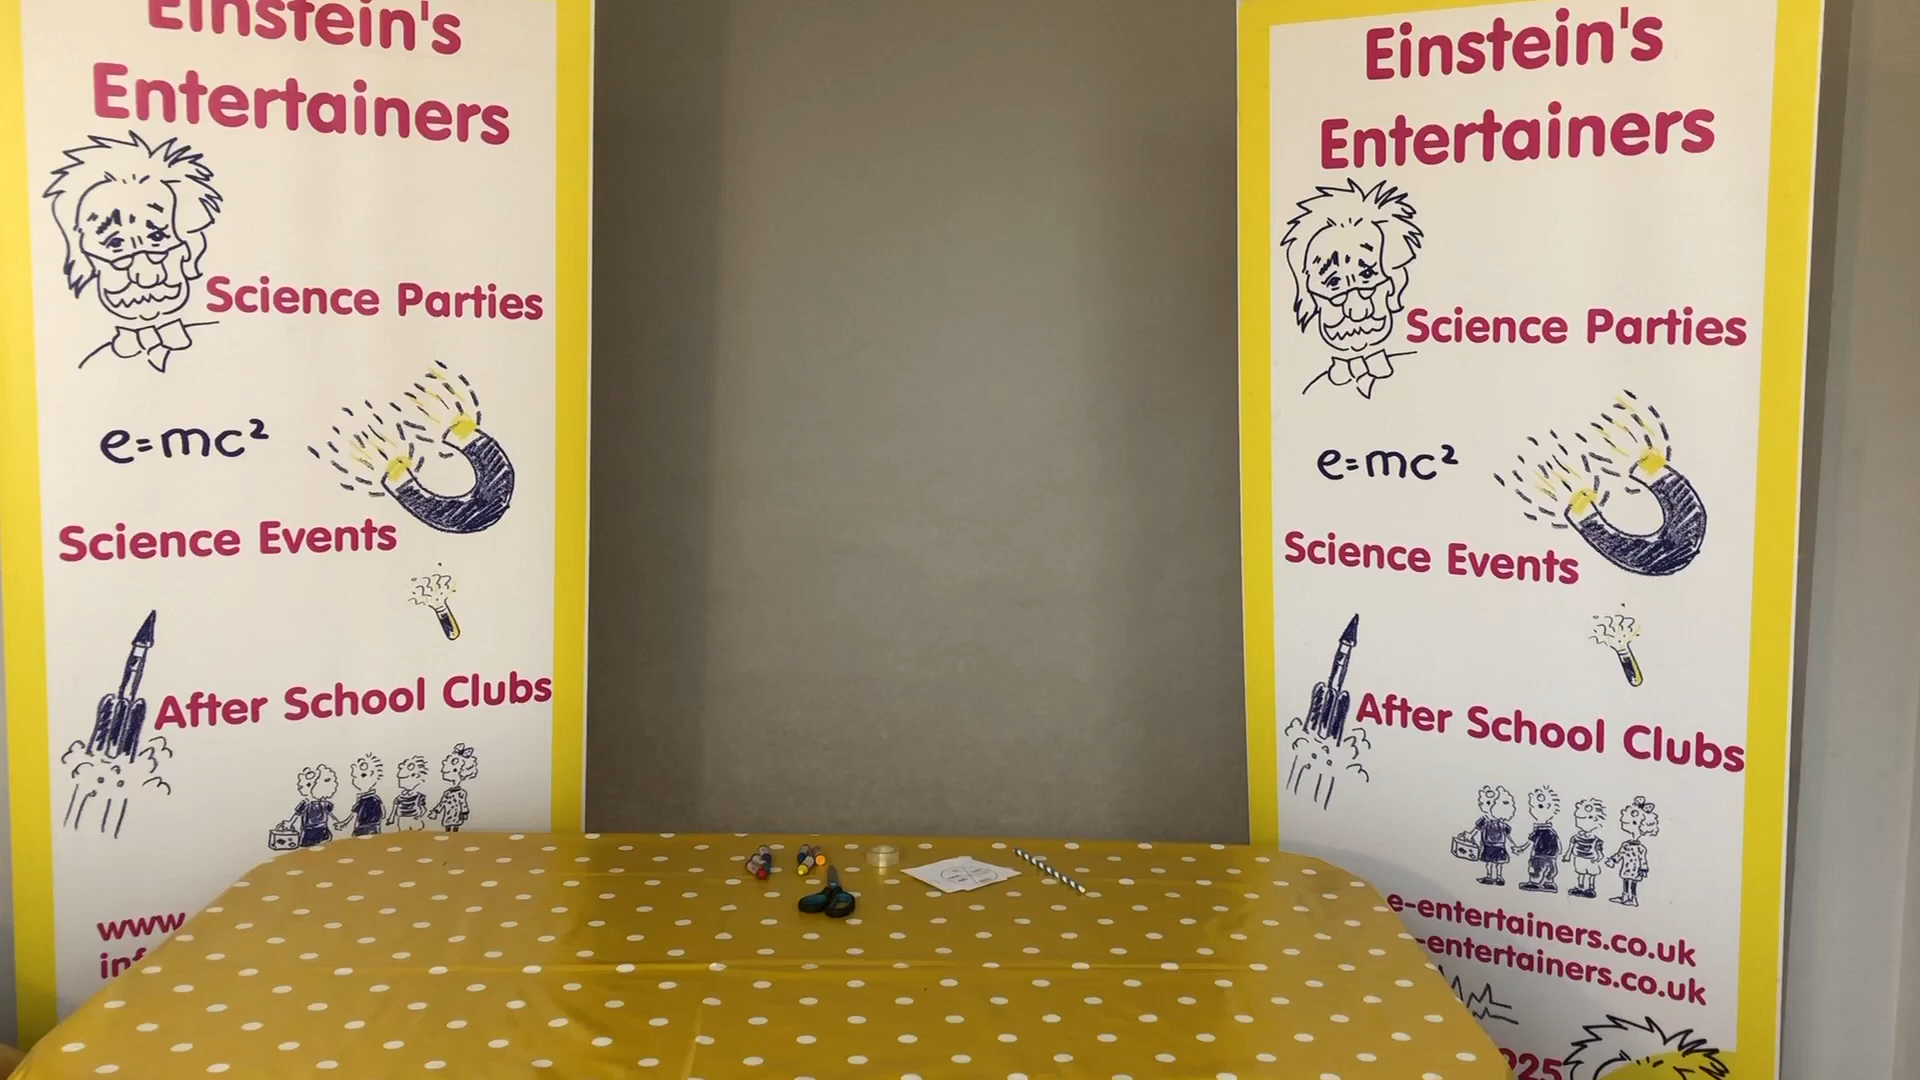 Einstein's
Entertainers
Science Parties
e=mc²
Science Events
After School Clubs
www.
Einstein's
Entertainers
Science Parties
e=mc²
Science Events
After School Clubs
e-entertainers.co.uk
-entertainers.co.uk
925